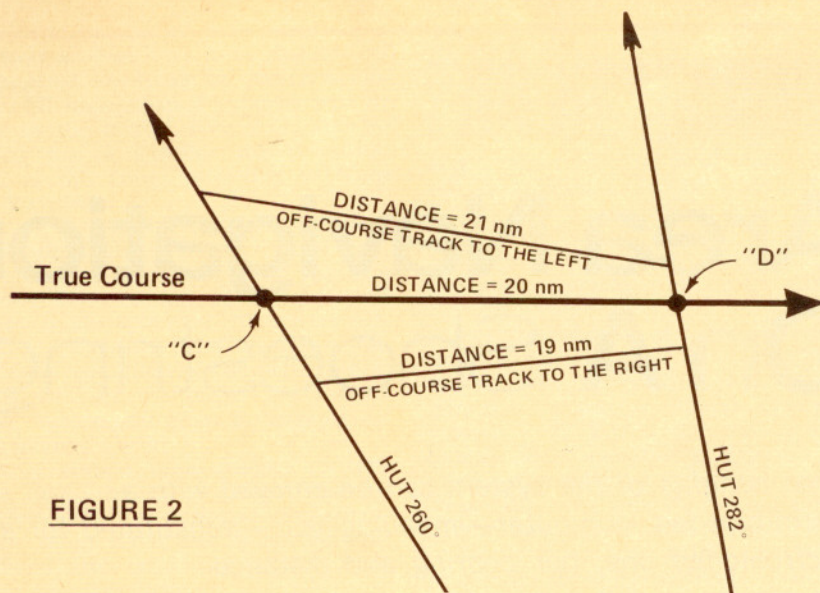 DISTANCE = 21 nm
OFF-COURSE TRACK TO THE LEFT
"D"
True Course
DISTANCE = 20 nm
"C"
DISTANCE = 19 nm
OFF-COURSE TRACK TO THE RIGHT
HUT 260°
HUT 282°
FIGURE 2